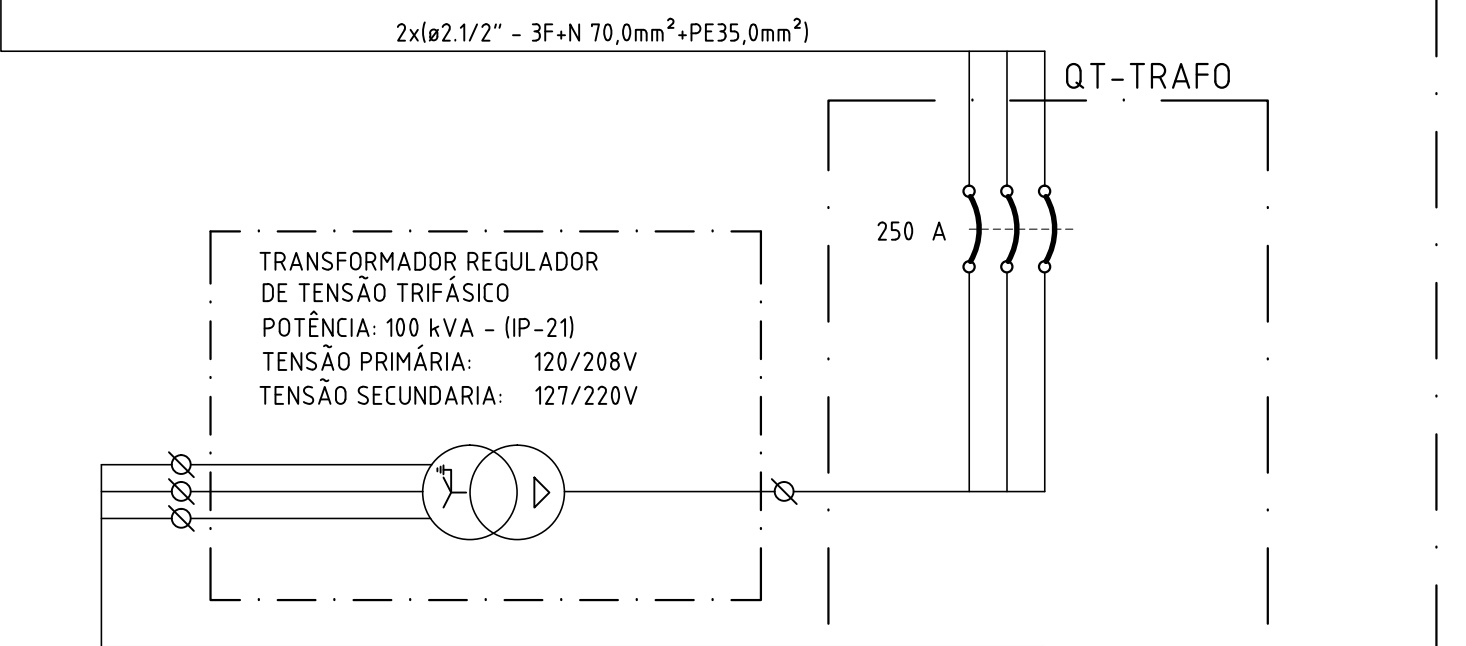 2x(ø2.1/2" - 3F+N 70,0mm²+PE35,0mm²)
QT-TRAFO
250 A
TRANSFORMADOR REGULADOR
DE TENSÃO TRIFÁSICO
POTÊNCIA: 100 kVA - (IP-21)
TENSÃO PRIMÁRIA: 120/208V
TENSÃO SECUNDARIA: 127/220V